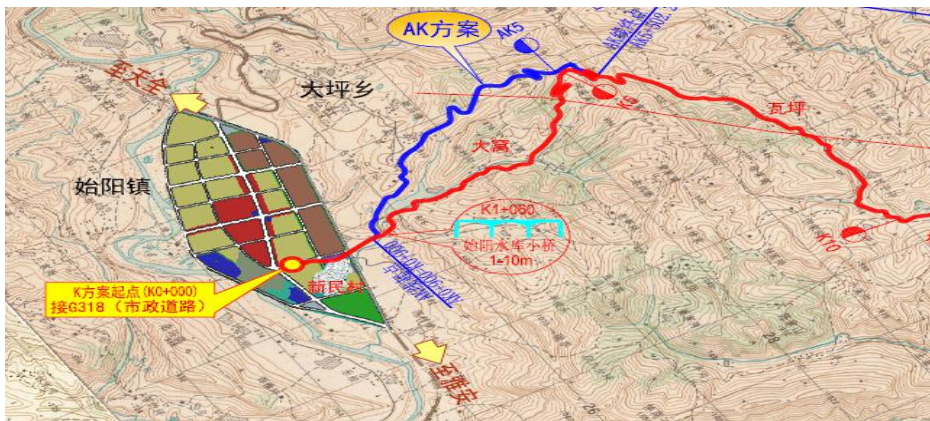 AK方案
AK5
至天全
大坪乡
K6
瓦坪
大窝
始阳镇
K1+060
始阳水库小桥
1-10m
K10
K方案起点(K0+000)
接G318（市政道路）
新民村
至雅安